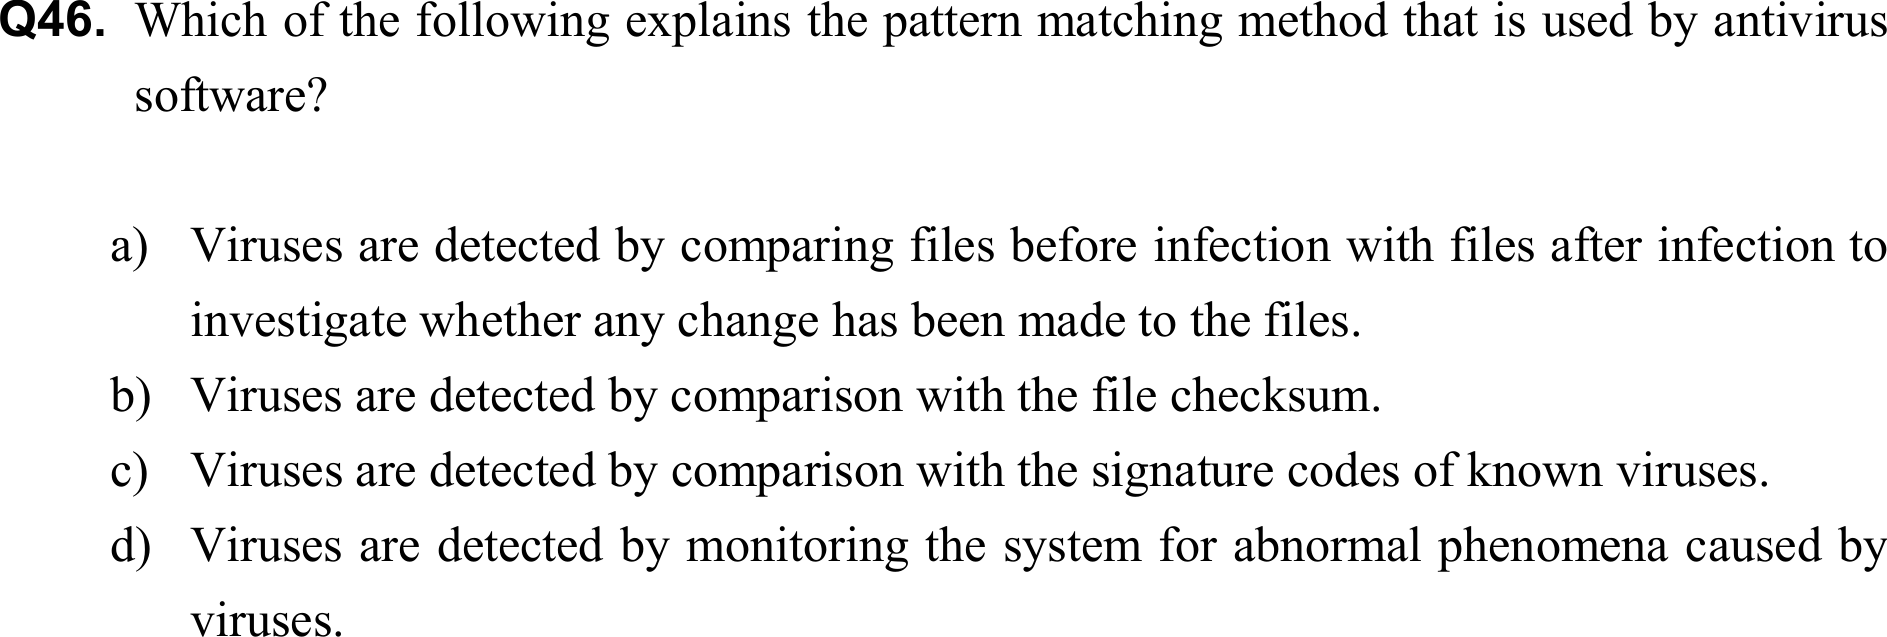 Q46. Which of the following explains the pattern matching method that is used by antivirus
software?
a) Viruses are detected by comparing files before infection with files after infection to
investigate whether any change has been made to the files.
b) Viruses are detected by comparison with the file checksum.
c) Viruses are detected by comparison with the signature codes of known viruses.
d) Viruses are detected by monitoring the system for abnormal phenomena caused by
viruses.